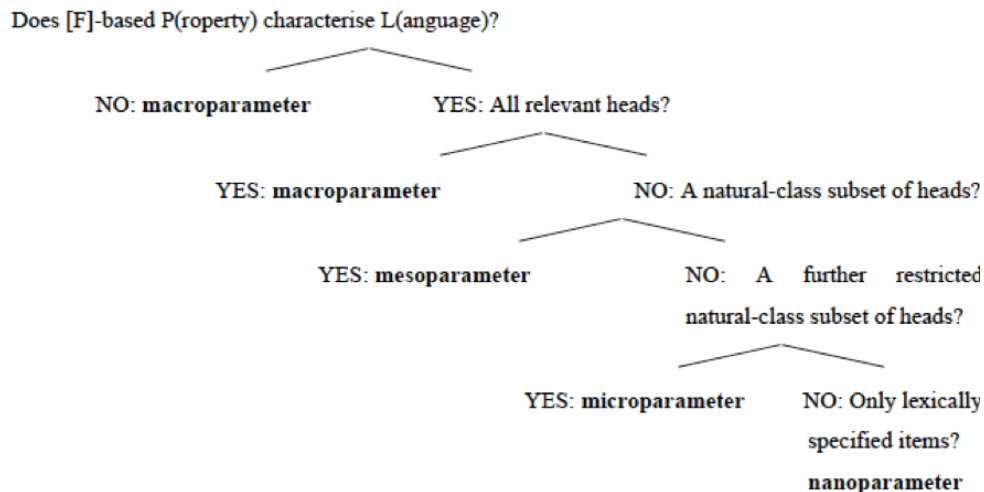 Does [F]-based P(roperty) characterise L(anguage)?
NO: macroparameter
YES: All relevant heads?
YES: macroparameter
NO: A natural-class subset of heads?
YES: mesoparameter
NO: A further restricted
natural-class subset of heads?
YES: microparameter
NO: Only lexically
specified items?
nanoparameter